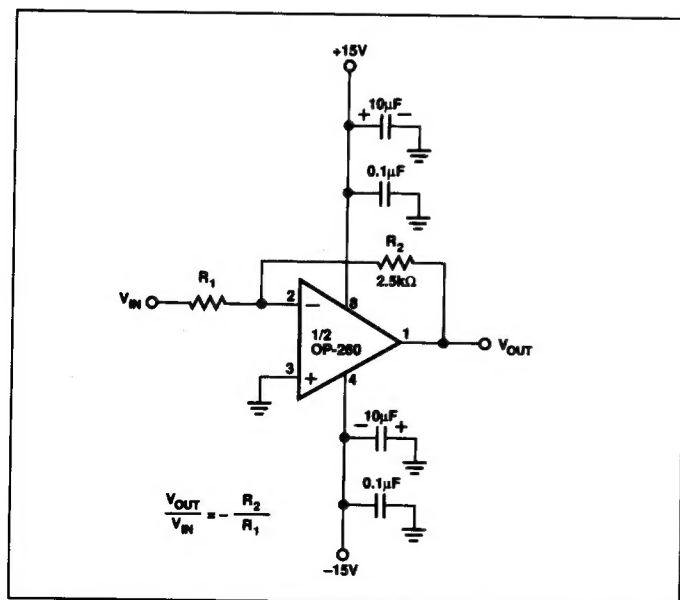 +15V
+ 10μF −
0.1μF
R2
2.5kΩ
R1
VIN
2
−
8
1/2
OP-260
1
VOUT
3
+
4
− 10μF +
0.1μF
VOUT
VIN
= −
R2
R1
−15V